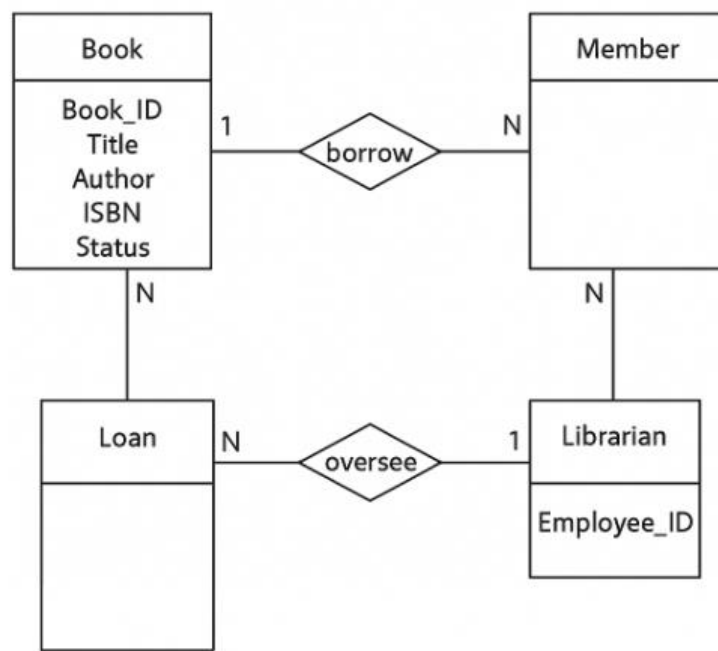 Book
Book_ID
Title
Author
ISBN
Status
1
borrow
N
Member
N
N
Loan
N
oversee
1
Librarian
Employee_ID